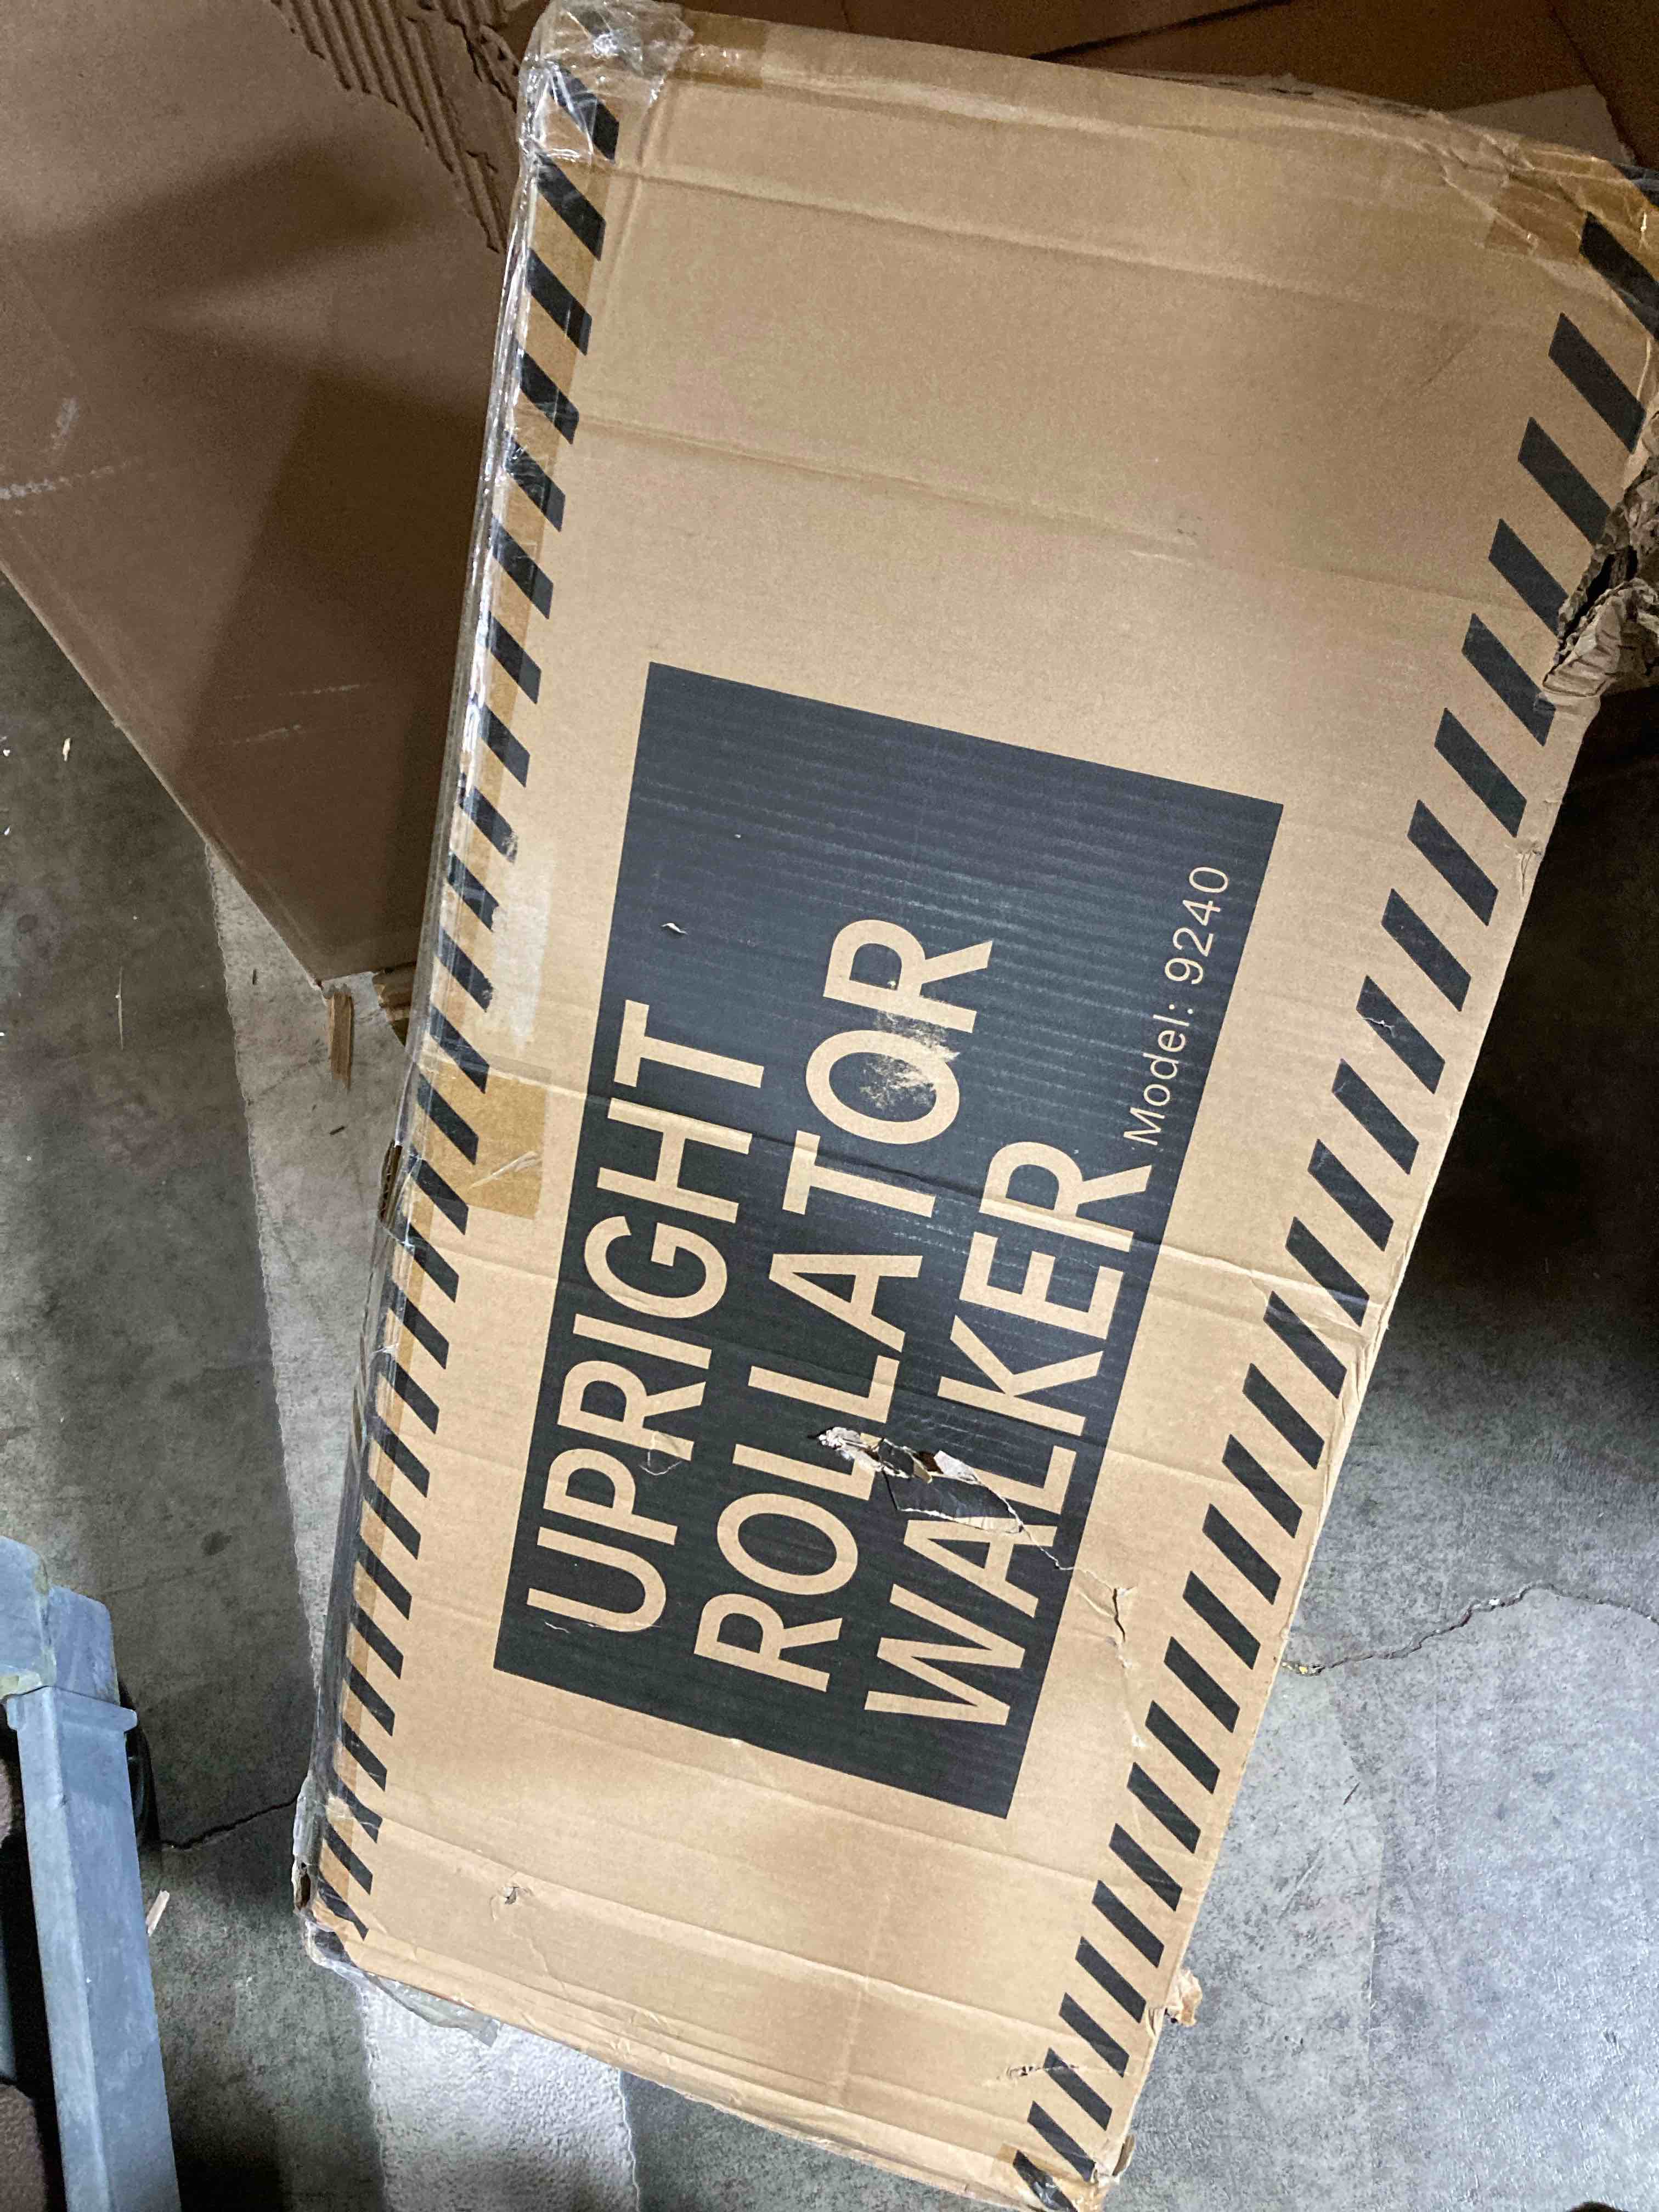 UPRIGHT
ROLLATOR
WALKER
Model: 9240